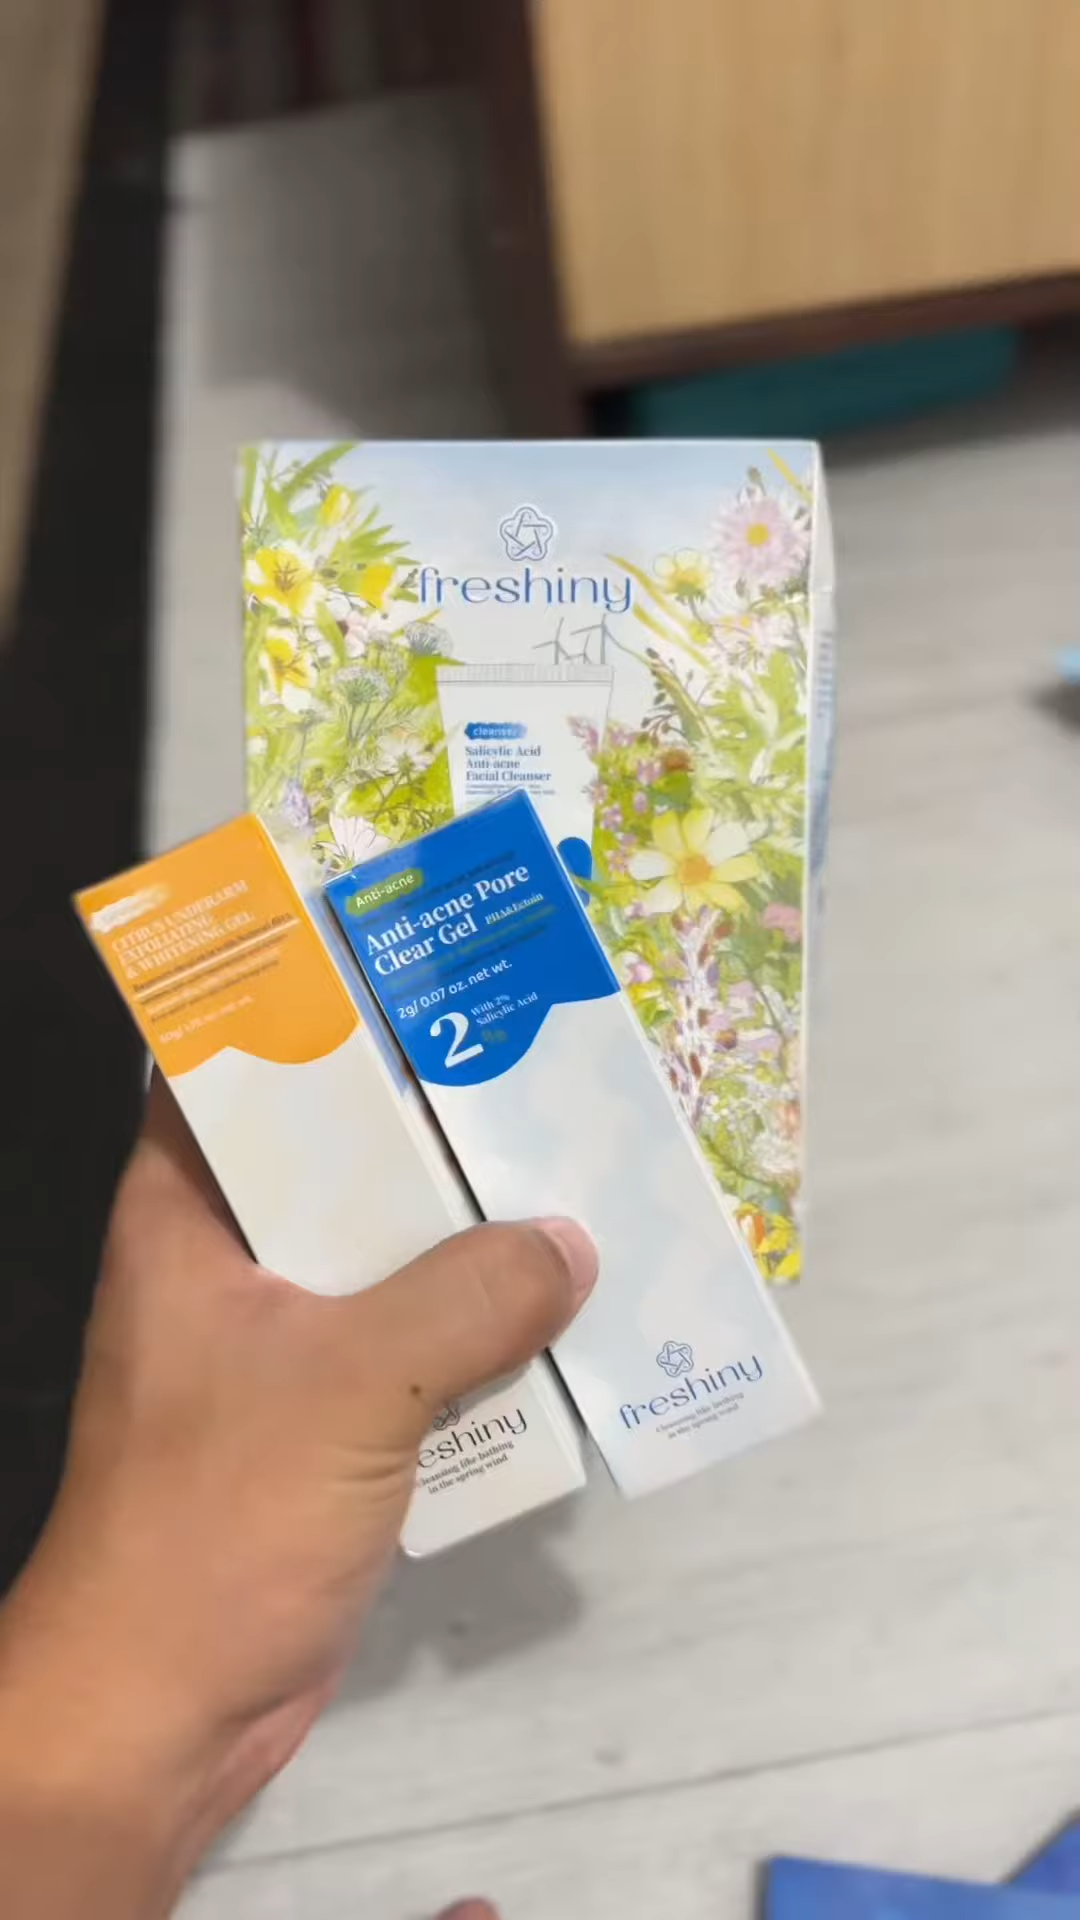 freshiny
cleanser
Salicylic Acid
Anti-acne
Facial Cleanser
CITRUS UNDERARM
EXFOLIATING
& WHITENING GEL
Anti-acne
Anti-acne Pore
Clear Gel PHA&Ectoin
2g/ 0.07 oz. net wt.
2 With 2%
Salicylic Acid
freshiny
Cleansing like bathing
in the spring wind
eshiny
Cleansing like bathing
in the spring wind